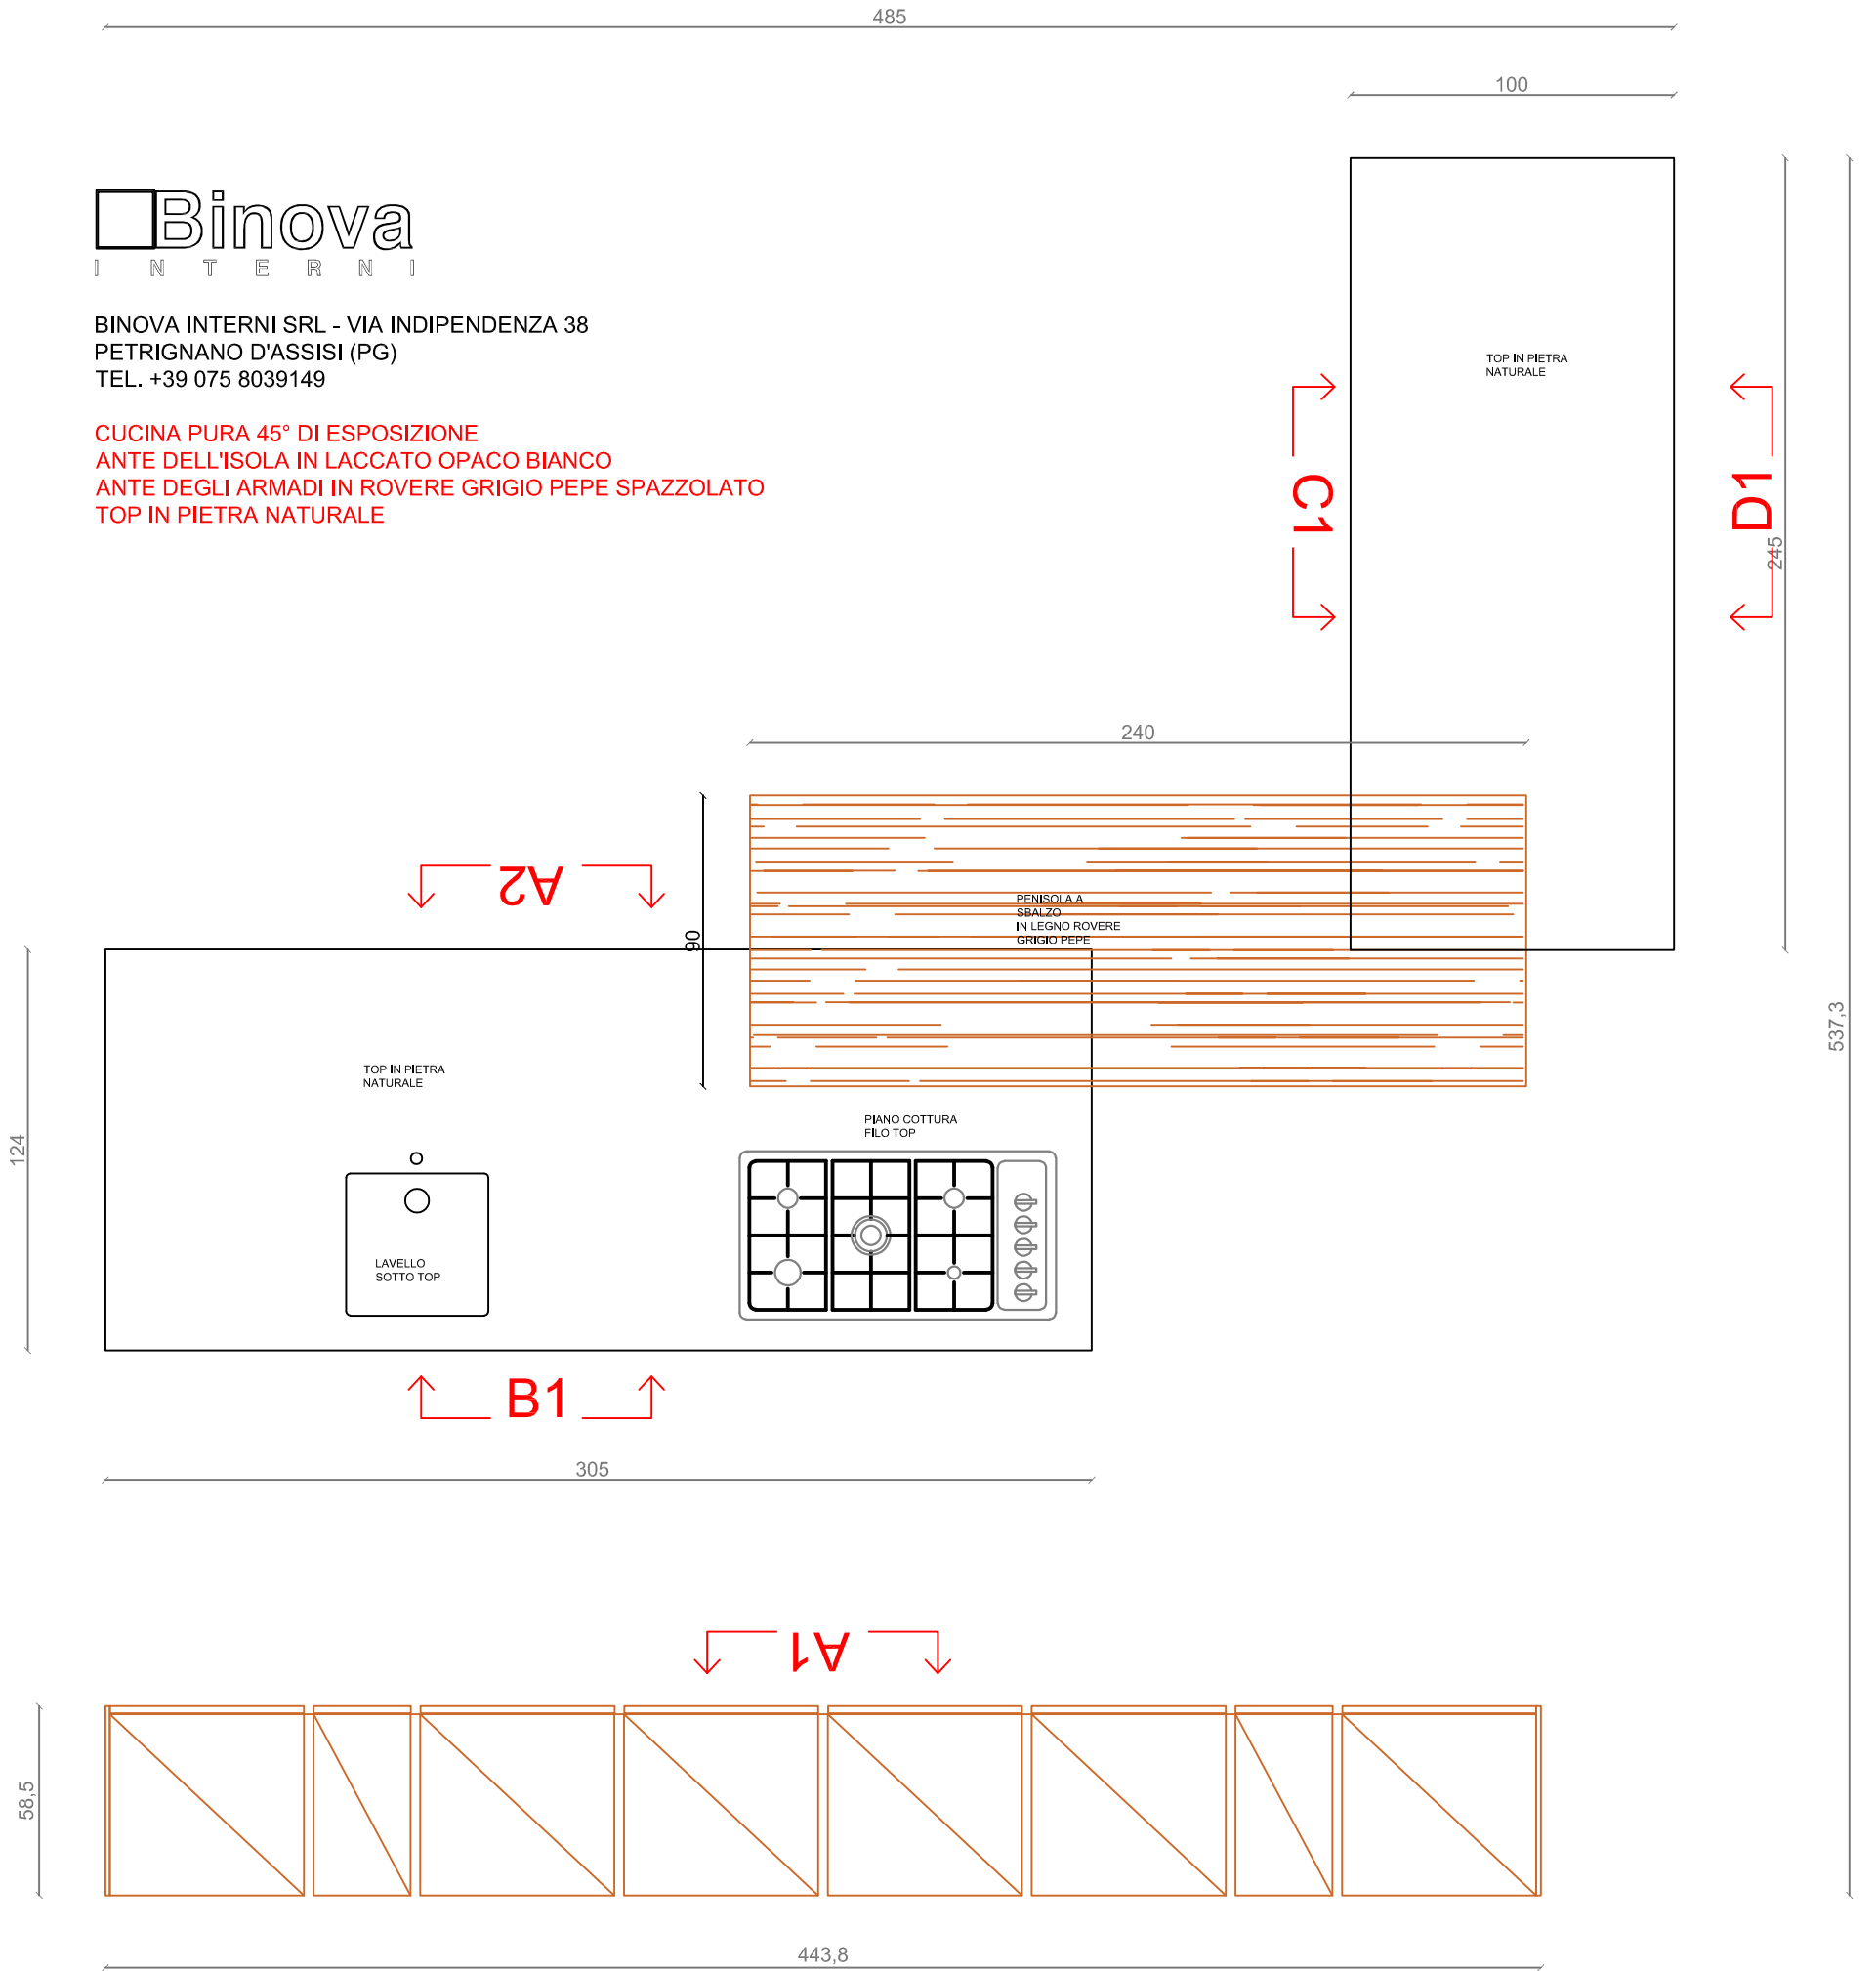 485
100
Binova
INTERNI
BINOVA INTERNI SRL - VIA INDIPENDENZA 38
PETRIGNANO D'ASSISI (PG)
TEL. +39 075 8039149
CUCINA PURA 45° DI ESPOSIZIONE
ANTE DELL'ISOLA IN LACCATO OPACO BIANCO
ANTE DEGLI ARMADI IN ROVERE GRIGIO PEPE SPAZZOLATO
TOP IN PIETRA NATURALE
TOP IN PIETRA
NATURALE
C1
D1
245
240
A2
90
PENISOLA A
SBALZO
IN LEGNO ROVERE
GRIGIO PEPE
537,3
TOP IN PIETRA
NATURALE
124
PIANO COTTURA
FILO TOP
LAVELLO
SOTTO TOP
B1
305
A1
58,5
443,8